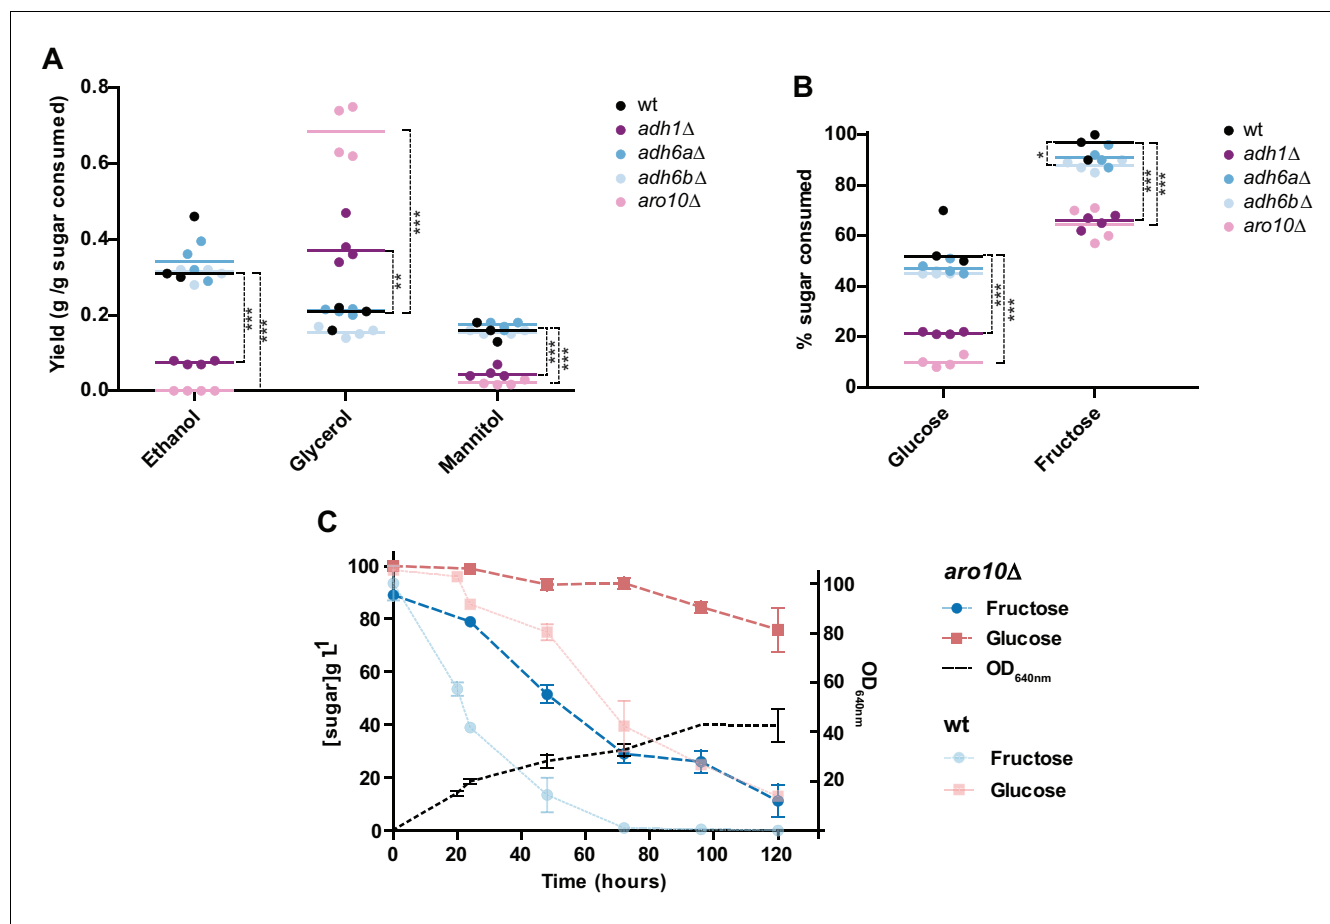 A
Yield (g /g sugar consumed)
0.8
0.6
0.4
0.2
0.0
Ethanol
Glycerol
Mannitol
***
***
**
***
***
***
wt
adh1Δ
adh6aΔ
adh6bΔ
aro10Δ
B
% sugar consumed
100
80
60
40
20
0
Glucose
Fructose
***
***
*
***
***
wt
adh1Δ
adh6aΔ
adh6bΔ
aro10Δ
C
[sugar]g L1
100
80
60
40
20
0
0
20
40
60
80
100
120
Time (hours)
100
80
60
40
20
OD640nm
aro10Δ
Fructose
Glucose
OD640nm
wt
Fructose
Glucose